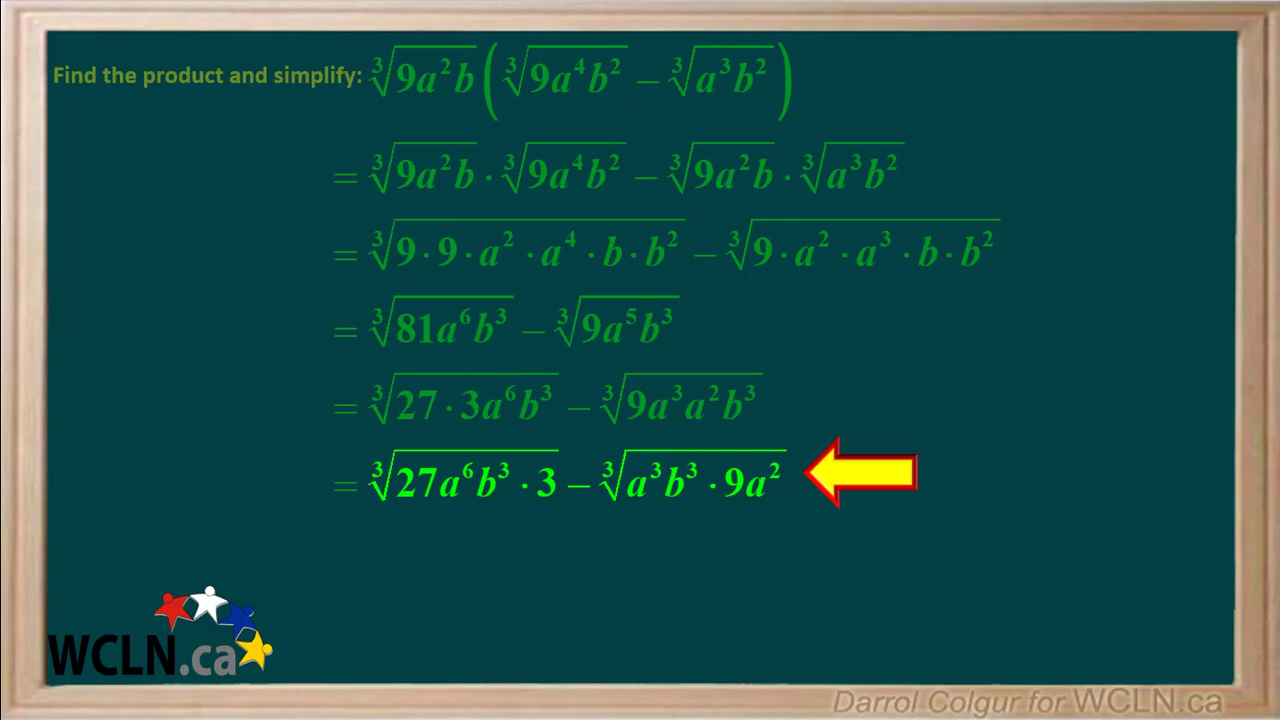 Find the product and simplify: ∛(9a²b) (∛(9a⁴b²) − ∛(a³b²))
= ∛(9a²b) · ∛(9a⁴b²) − ∛(9a²b) · ∛(a³b²)
= ∛(9 · 9 · a² · a⁴ · b · b²) − ∛(9 · a² · a³ · b · b²)
= ∛(81a⁶b³) − ∛(9a⁵b³)
= ∛(27 · 3a⁶b³) − ∛(9a³a²b³)
= ∛(27a⁶b³ · 3) − ∛(a³b³ · 9a²)
WCLN.ca
Darrol Colgur for WCLN.ca